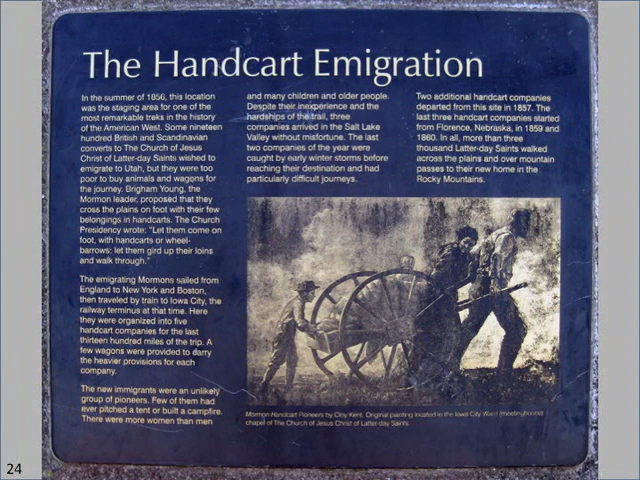 The Handcart Emigration
In the summer of 1856, this location
was the staging area for one of the
most remarkable treks in the history
of the American West. Some nineteen
hundred British and Scandinavian
converts to The Church of Jesus
Christ of Latter-day Saints wished to
emigrate to Utah, but they were too
poor to buy animals and wagons for
the journey. Brigham Young, the
Mormon leader, proposed that they
cross the plains on foot with their few
belongings in handcarts. The Church
Presidency wrote: "Let them come on
foot, with handcarts or wheel-
barrows: let them gird up their loins
and walk through."
The emigrating Mormons sailed from
England to New York and Boston,
then traveled by train to Iowa City, the
railway terminus at that time. Here
they were organized into five
handcart companies for the last
thirteen hundred miles of the trip. A
few wagons were provided to carry
the heavier provisions for each
company.
The new immigrants were an unlikely
group of pioneers. Few of them had
ever pitched a tent or built a campfire.
There were more women than men
and many children and older people.
Despite their inexperience and the
hardships of the trail, three
companies arrived in the Salt Lake
Valley without misfortune. The last
two companies of the year were
caught by early winter storms before
reaching their destination and had
particularly difficult journeys.
Two additional handcart companies
departed from this site in 1857. The
last three handcart companies started
from Florence, Nebraska, in 1859 and
1860. In all, more than three
thousand Latter-day Saints walked
across the plains and over mountain
passes to their new home in the
Rocky Mountains.
Mormon Handcart Pioneers by Cloy Kent. Original painting located in the Iowa City Ward (meetinghouse)
chapel of The Church of Jesus Christ of Latter-day Saints.
24